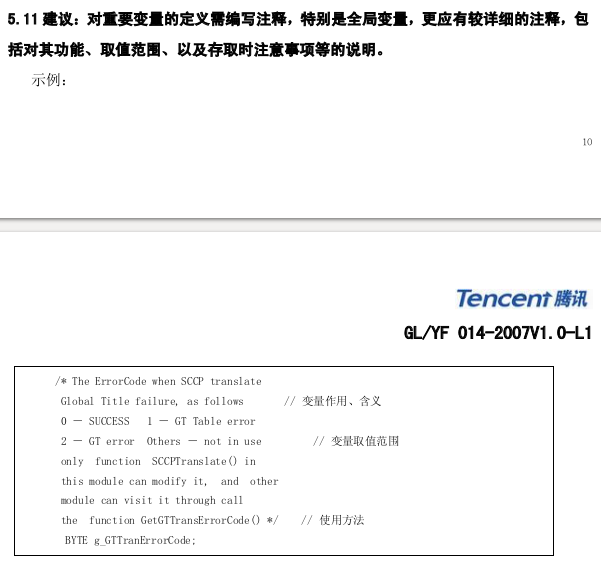 5.11 建议：对重要变量的定义需编写注释，特别是全局变量，更应有较详细的注释，包
括对其功能、取值范围、以及存取时注意事项等的说明。
示例：
10
Tencent 腾讯
GL/YF 014-2007V1.0-L1
/* The ErrorCode when SCCP translate
Global Title failure, as follows // 变量作用、含义
0 － SUCCESS 1 － GT Table error
2 － GT error Others － not in use // 变量取值范围
only function SCCPTranslate() in
this module can modify it, and other
module can visit it through call
the function GetGTTransErrorCode() */ // 使用方法
BYTE g_GTTranErrorCode;